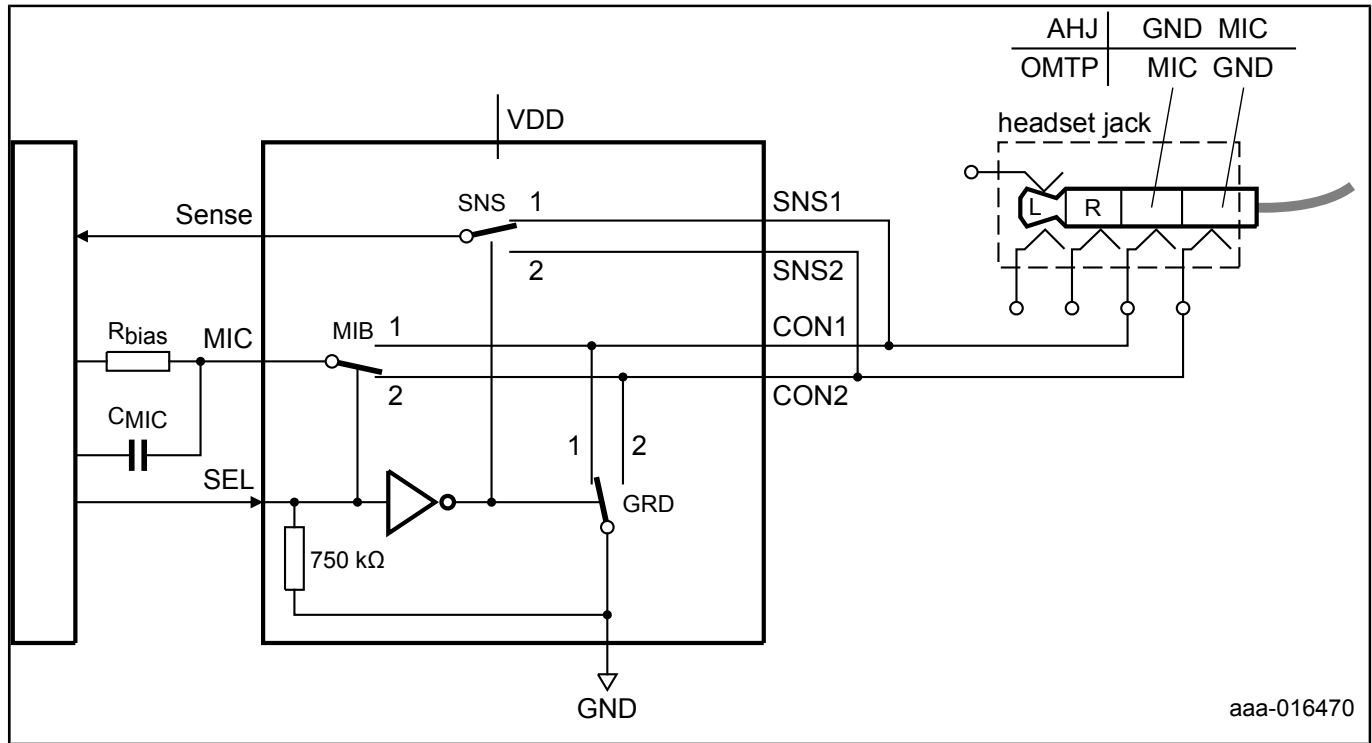 AHJ GND MIC
OMTP MIC GND
headset jack
VDD
L R
Sense
SNS
1
2
SNS1
SNS2
Rbias
MIC
MIB
1
2
CON1
CON2
CMIC
1 2
SEL
GRD
750 kΩ
GND
aaa-016470